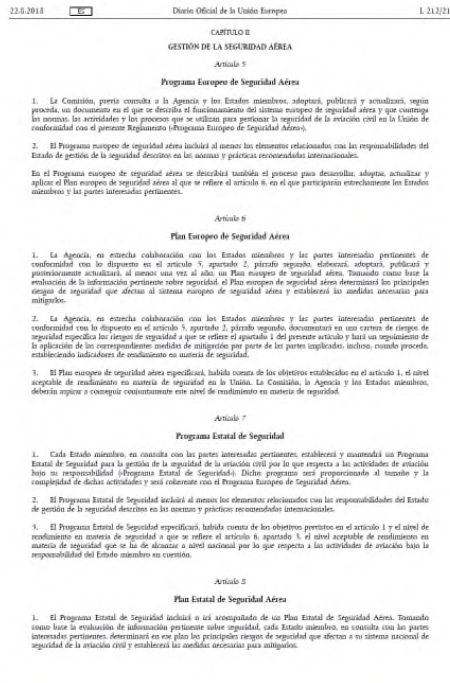 22.8.2018 ES Diario Oficial de la Unión Europea L 212/21
CAPÍTULO II
GESTIÓN DE LA SEGURIDAD AÉREA
Artículo 5
Programa Europeo de Seguridad Aérea
1. La Comisión, previa consulta a la Agencia y los Estados miembros, adoptará, publicará y actualizará, según
proceda, un documento en el que se describa el funcionamiento del sistema europeo de seguridad aérea y que contenga
las normas, las actividades y los procesos que se utilizan para gestionar la seguridad de la aviación civil en la Unión de
conformidad con el presente Reglamento («Programa Europeo de Seguridad Aérea»).
2. El Programa europeo de seguridad aérea incluirá al menos los elementos relacionados con las responsabilidades del
Estado de gestión de la seguridad descritos en las normas y prácticas recomendadas internacionales.
En el Programa europeo de seguridad aérea se describirá también el proceso para desarrollar, adoptar, actualizar y
aplicar el Plan europeo de seguridad aérea al que se refiere el artículo 6, en el que participarán estrechamente los Estados
miembros y las partes interesadas pertinentes.
Artículo 6
Plan Europeo de Seguridad Aérea
1. La Agencia, en estrecha colaboración con los Estados miembros y las partes interesadas pertinentes de
conformidad con lo dispuesto en el artículo 5, apartado 2, párrafo segundo, elaborará, adoptará, publicará y
posteriormente actualizará, al menos una vez al año, un Plan europeo de seguridad aérea. Tomando como base la
evaluación de la información pertinente sobre seguridad, el Plan europeo de seguridad aérea determinará los principales
riesgos de seguridad que afectan al sistema europeo de seguridad aérea y establecerá las medidas necesarias para
mitigarlos.
2. La Agencia, en estrecha colaboración con los Estados miembros y las partes interesadas pertinentes de
conformidad con lo dispuesto en el artículo 5, apartado 2, párrafo segundo, documentará en una cartera de riesgos de
seguridad específica los riesgos de seguridad a que se refiere el apartado 1 del presente artículo y hará un seguimiento de
la aplicación de las correspondientes medidas de mitigación por parte de las partes implicadas, incluso, cuando proceda,
estableciendo indicadores de rendimiento en materia de seguridad.
3. El Plan europeo de seguridad aérea especificará, habida cuenta de los objetivos establecidos en el artículo 1, el nivel
aceptable de rendimiento en materia de seguridad en la Unión. La Comisión, la Agencia y los Estados miembros,
deberán aspirar a conseguir conjuntamente este nivel de rendimiento en materia de seguridad.
Artículo 7
Programa Estatal de Seguridad
1. Cada Estado miembro, en consulta con las partes interesadas pertinentes, establecerá y mantendrá un Programa
Estatal de Seguridad para la gestión de la seguridad de la aviación civil por lo que respecta a las actividades de aviación
bajo su responsabilidad («Programa Estatal de Seguridad»). Dicho programa será proporcionado al tamaño y la
complejidad de dichas actividades y será coherente con el Programa Europeo de Seguridad Aérea.
2. El Programa Estatal de Seguridad incluirá al menos los elementos relacionados con las responsabilidades del Estado
de gestión de la seguridad descritos en las normas y prácticas recomendadas internacionales.
3. El Programa Estatal de Seguridad especificará, habida cuenta de los objetivos previstos en el artículo 1 y el nivel de
rendimiento en materia de seguridad a que se refiere el artículo 6, apartado 3, el nivel aceptable de rendimiento en
materia de seguridad que se ha de alcanzar a nivel nacional por lo que respecta a las actividades de aviación bajo la
responsabilidad del Estado miembro en cuestión.
Artículo 8
Plan Estatal de Seguridad Aérea
1. El Programa Estatal de Seguridad incluirá o irá acompañado de un Plan Estatal de Seguridad Aérea. Tomando
como base la evaluación de información pertinente sobre seguridad, cada Estado miembro, en consulta con las partes
interesadas pertinentes, determinará en ese plan los principales riesgos de seguridad que afectan a su sistema nacional de
seguridad de la aviación civil y establecerá las medidas necesarias para mitigarlos.